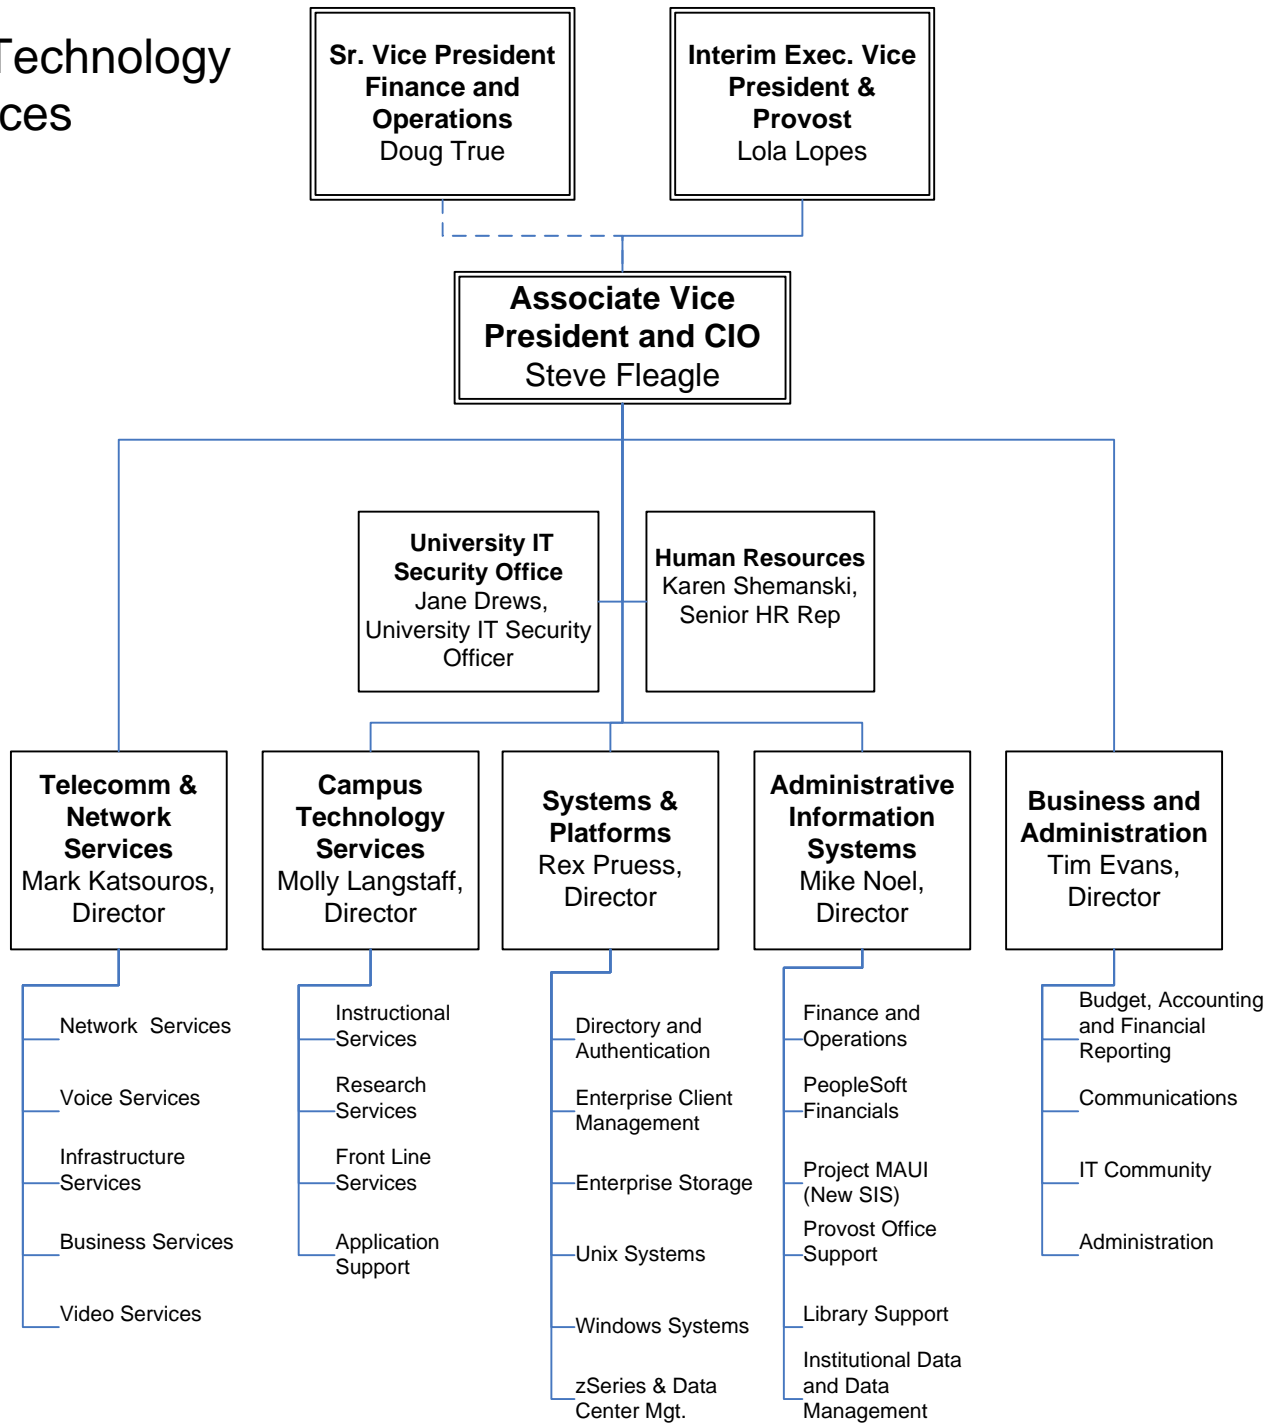 Technology
ces
Sr. Vice President
Finance and
Operations
Doug True
Interim Exec. Vice
President &
Provost
Lola Lopes
Associate Vice
President and CIO
Steve Fleagle
University IT
Security Office
Jane Drews,
University IT Security
Officer
Human Resources
Karen Shemanski,
Senior HR Rep
Telecomm &
Network
Services
Mark Katsouros,
Director
Campus
Technology
Services
Molly Langstaff,
Director
Systems &
Platforms
Rex Pruess,
Director
Administrative
Information
Systems
Mike Noel,
Director
Business and
Administration
Tim Evans,
Director
Network Services
Voice Services
Infrastructure
Services
Business Services
Video Services
Instructional
Services
Research
Services
Front Line
Services
Application
Support
Directory and
Authentication
Enterprise Client
Management
Enterprise Storage
Unix Systems
Windows Systems
zSeries & Data
Center Mgt.
Finance and
Operations
PeopleSoft
Financials
Project MAUI
(New SIS)
Provost Office
Support
Library Support
Institutional Data
and Data
Management
Budget, Accounting
and Financial
Reporting
Communications
IT Community
Administration